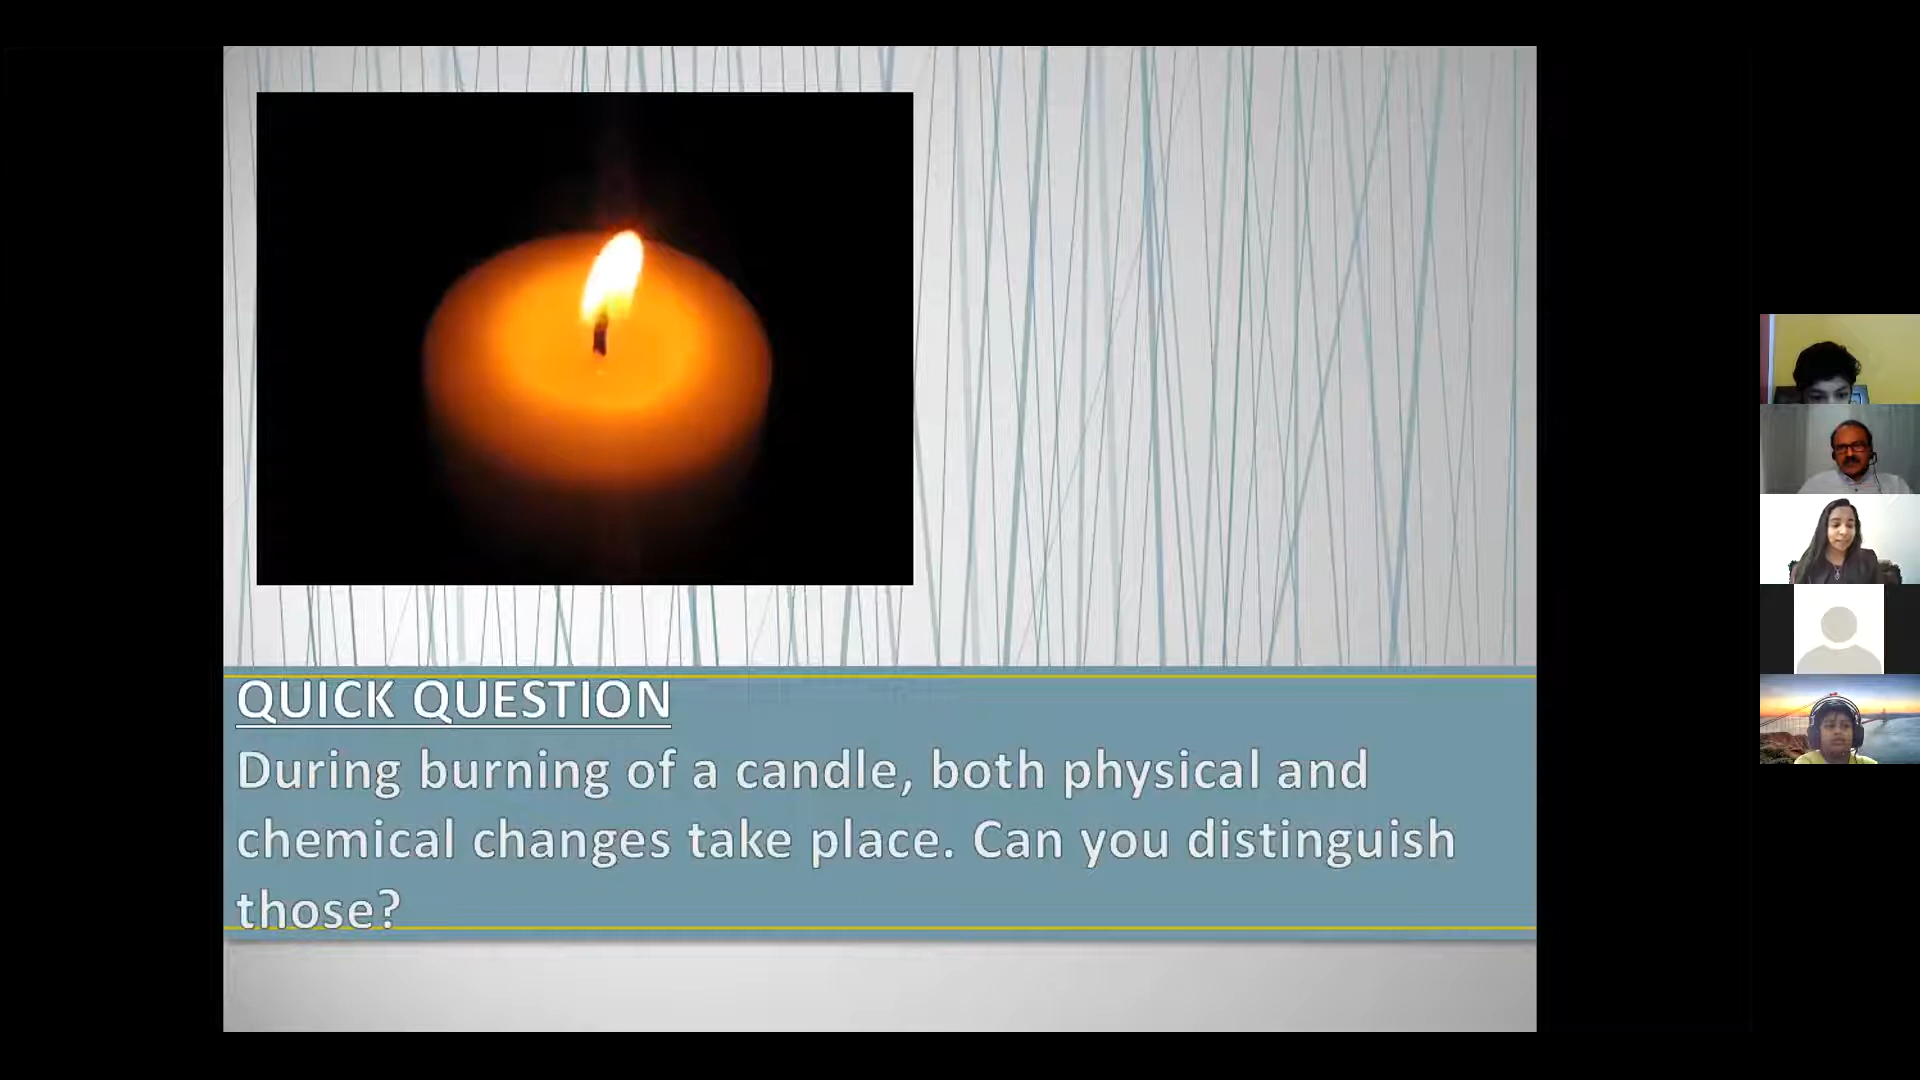 QUICK QUESTION
During burning of a candle, both physical and
chemical changes take place. Can you distinguish
those?